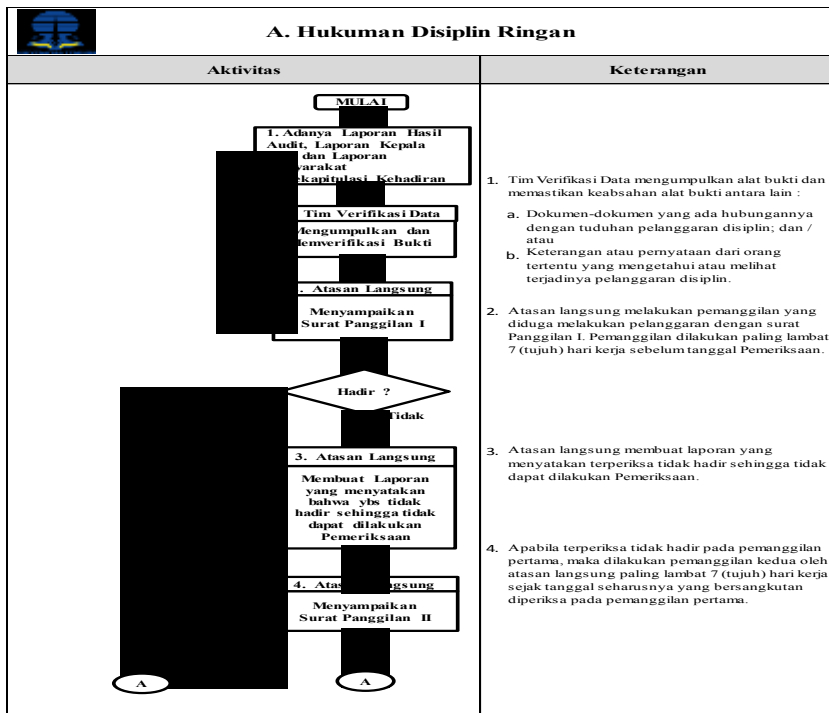 A. Hukuman Disiplin Ringan
Aktivitas
Keterangan
MULAI
1. Adanya Laporan Hasil
Audit, Laporan Kepala
dan Laporan
Kehadiran
Tim Verifikasi Data
Mengumpulkan dan
Memverifikasi Bukti
Atasan Langsung
Menyampaikan
Surat Panggilan I
Hadir ?
Tidak
3. Atasan Langsung
Membuat Laporan
yang menyatakan
bahwa ybs tidak
hadir sehingga tidak
dapat dilakukan
Pemeriksaan
4.
Menyampaikan
Surat Panggilan II
A
A
1. Tim Verifikasi Data mengumpulkan alat bukti dan
memastikan keabsahan alat bukti antara lain :
a. Dokumen-dokumen yang ada hubungannya
dengan tuduhan pelanggaran disiplin; dan /
atau
b. Keterangan atau pernyataan dari orang
tertentu yang mengetahui atau melihat
terjadinya pelanggaran disiplin.
2. Atasan langsung melakukan pemanggilan yang
diduga melakukan pelanggaran dengan surat
Panggilan I. Pemanggilan dilakukan paling lambat
7 (tujuh) hari kerja sebelum tanggal Pemeriksaan.
3. Atasan langsung membuat laporan yang
menyatakan terperiksa tidak hadir sehingga tidak
dapat dilakukan Pemeriksaan.
4. Apabila terperiksa tidak hadir pada pemanggilan
pertama, maka dilakukan pemanggilan kedua oleh
atasan langsung paling lambat 7 (tujuh) hari kerja
sejak tanggal seharusnya yang bersangkutan
diperiksa pada pemanggilan pertama.